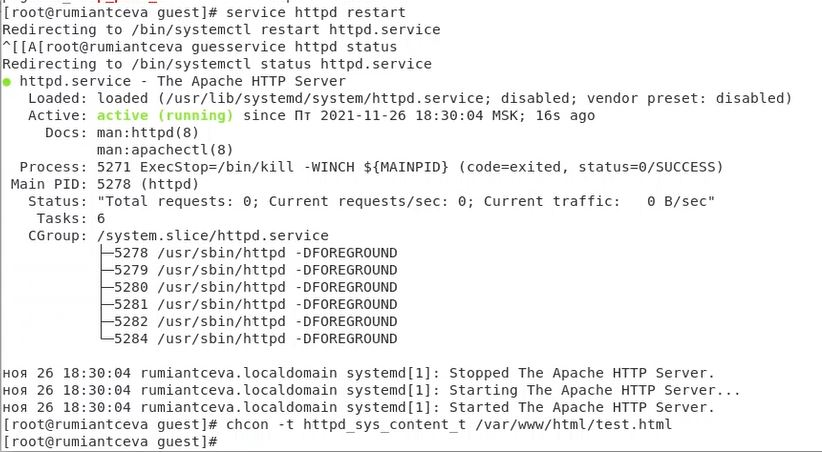 [root@rumiantceva guest]# service httpd restart
Redirecting to /bin/systemctl restart httpd.service
^[[A[root@rumiantceva guesservice httpd status
Redirecting to /bin/systemctl status httpd.service
● httpd.service - The Apache HTTP Server
   Loaded: loaded (/usr/lib/systemd/system/httpd.service; disabled; vendor preset: disabled)
   Active: active (running) since Пт 2021-11-26 18:30:04 MSK; 16s ago
     Docs: man:httpd(8)
           man:apachectl(8)
  Process: 5271 ExecStop=/bin/kill -WINCH ${MAINPID} (code=exited, status=0/SUCCESS)
 Main PID: 5278 (httpd)
   Status: "Total requests: 0; Current requests/sec: 0; Current traffic:   0 B/sec"
    Tasks: 6
   CGroup: /system.slice/httpd.service
           ├─5278 /usr/sbin/httpd -DFOREGROUND
           ├─5279 /usr/sbin/httpd -DFOREGROUND
           ├─5280 /usr/sbin/httpd -DFOREGROUND
           ├─5281 /usr/sbin/httpd -DFOREGROUND
           ├─5282 /usr/sbin/httpd -DFOREGROUND
           └─5284 /usr/sbin/httpd -DFOREGROUND

ноя 26 18:30:04 rumiantceva.localdomain systemd[1]: Stopped The Apache HTTP Server.
ноя 26 18:30:04 rumiantceva.localdomain systemd[1]: Starting The Apache HTTP Server...
ноя 26 18:30:04 rumiantceva.localdomain systemd[1]: Started The Apache HTTP Server.
[root@rumiantceva guest]# chcon -t httpd_sys_content_t /var/www/html/test.html
[root@rumiantceva guest]#